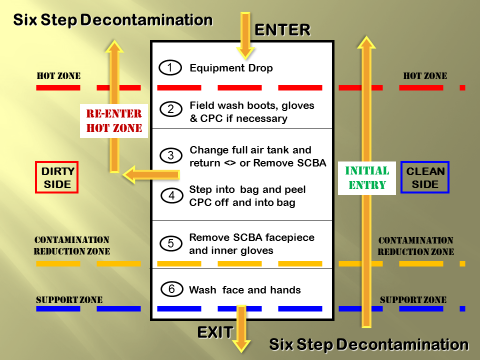 Six Step Decontamination
ENTER
1 Equipment Drop
HOT ZONE
HOT ZONE
2 Field wash boots, gloves
& CPC if necessary
RE-ENTER
HOT ZONE
3 Change full air tank and
return <> or Remove SCBA
DIRTY
SIDE
INITIAL
ENTRY
CLEAN
SIDE
4 Step into bag and peel
CPC off and into bag
5 Remove SCBA facepiece
and inner gloves
CONTAMINATION
REDUCTION ZONE
CONTAMINATION
REDUCTION ZONE
6 Wash face and hands
SUPPORT ZONE
SUPPORT ZONE
EXIT
Six Step Decontamination